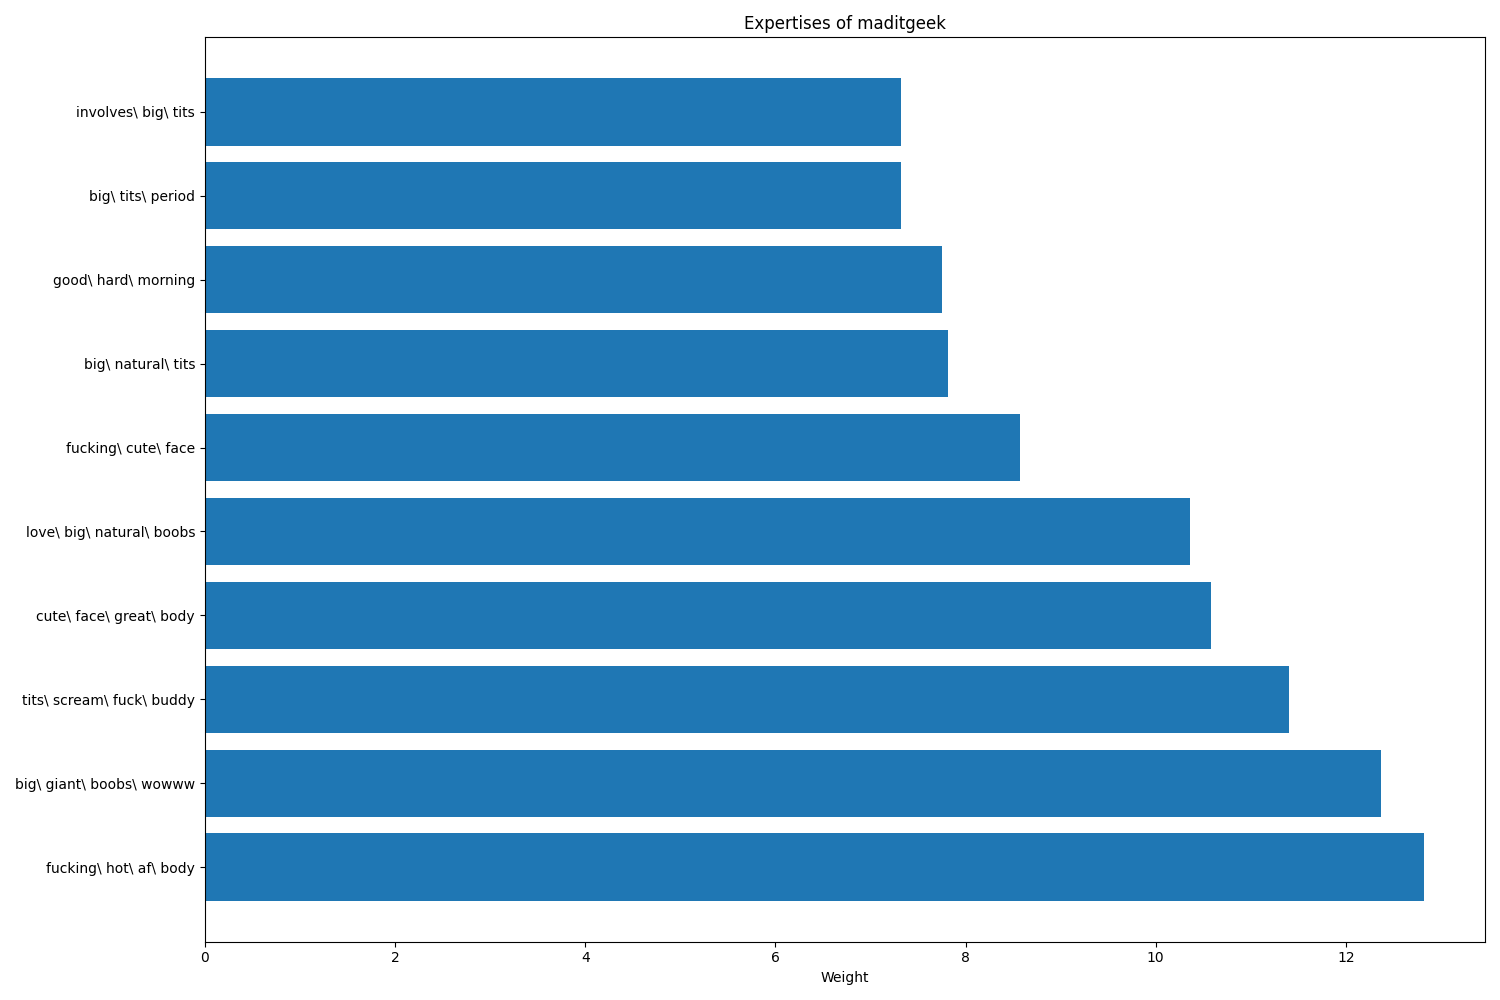 Expertises of maditgeek
involves\ big\ tits
big\ tits\ period
good\ hard\ morning
big\ natural\ tits
fucking\ cute\ face
love\ big\ natural\ boobs
cute\ face\ great\ body
tits\ scream\ fuck\ buddy
big\ giant\ boobs\ wowww
fucking\ hot\ af\ body
0 2 4 6 8 10 12
Weight